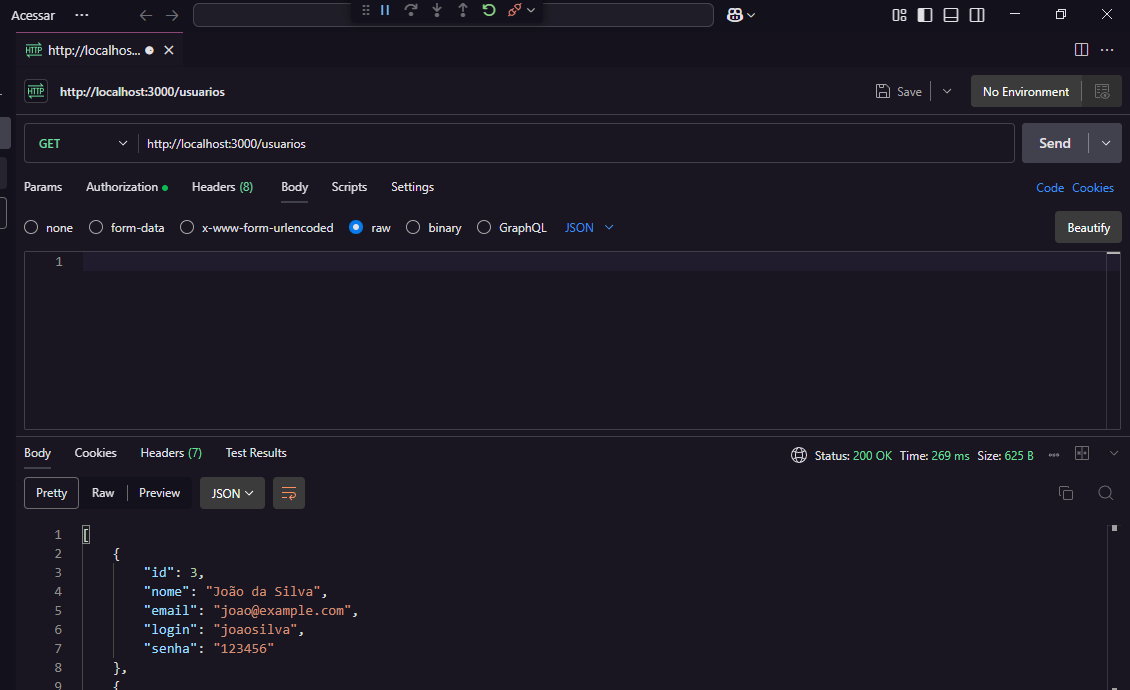 Acessar ···
HTTP http://localhos...
HTTP http://localhost:3000/usuarios Save No Environment
GET http://localhost:3000/usuarios Send
Params Authorization Headers (8) Body Scripts Settings Code Cookies
none form-data x-www-form-urlencoded raw binary GraphQL JSON Beautify
1
Body Cookies Headers (7) Test Results Status: 200 OK Time: 269 ms Size: 625 B
Pretty Raw Preview JSON
1 [
2 {
3 "id": 3,
4 "nome": "João da Silva",
5 "email": "joao@example.com",
6 "login": "joaosilva",
7 "senha": "123456"
8 },
9 {